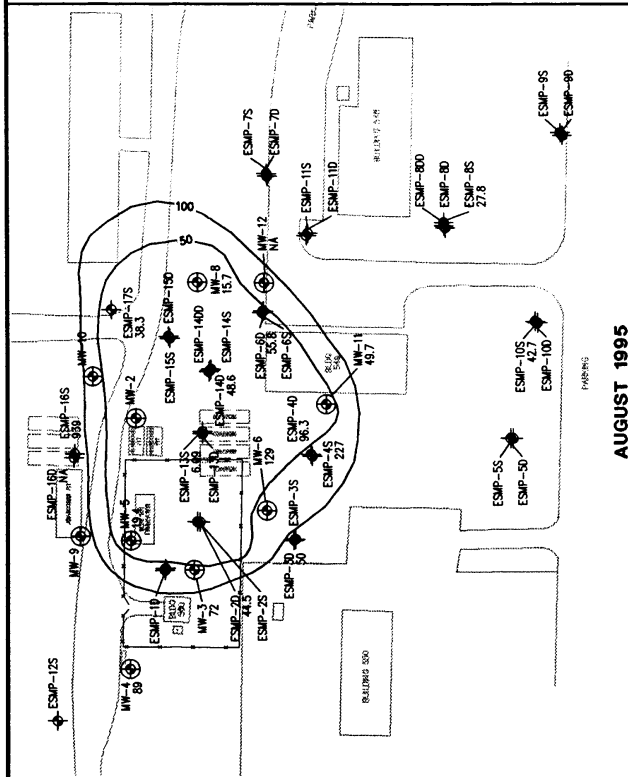 PARK
ESMP-7S
ESMP-7D
ESMP-9S
ESMP-9D
ESMP-11S
ESMP-11D
ESMP-8DD
ESMP-8D
ESMP-8S
27.8
100
50
MW-12
NA
MW-8
15.7
ESMP-17S
38.3
ESMP-15D
ESMP-15S
ESMP-14DD
ESMP-14S
ESMP-14D
48.6
ESMP-6D
55.8
ESMP-6S
BLDG
MW-11
49.7
ESMP-10S
42.7
ESMP-10D
PARKING
MW-10
MW-2
ESMP-16S
939
ESMP-16D
NA
ESMP-13S
6.09
ESMP-4D
96.3
ESMP-4S
227
MW-6
129
ESMP-5S
ESMP-5D
MW-9
MW-5
19.4
ESMP-3S
ESMP-3D
50
ESMP-1D
BLDG
MW-3
72
ESMP-2D
44.5
ESMP-2S
BUILDING 550
MW-4
89
ESMP-12S
AUGUST 1995